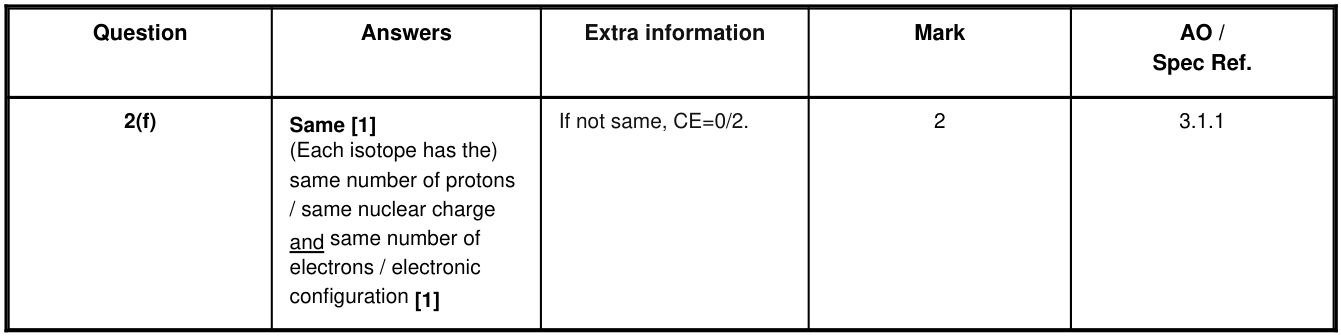 Question Answers Extra information Mark AO /
Spec Ref.
2(f) Same [1] If not same, CE=0/2. 2 3.1.1
(Each isotope has the)
same number of protons
/ same nuclear charge
and same number of
electrons / electronic
configuration [1]